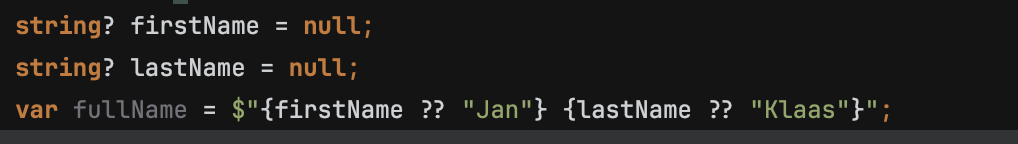 string? firstName = null;
string? lastName = null;
var fullName = $"{firstName ?? "Jan"} {lastName ?? "Klaas"}";